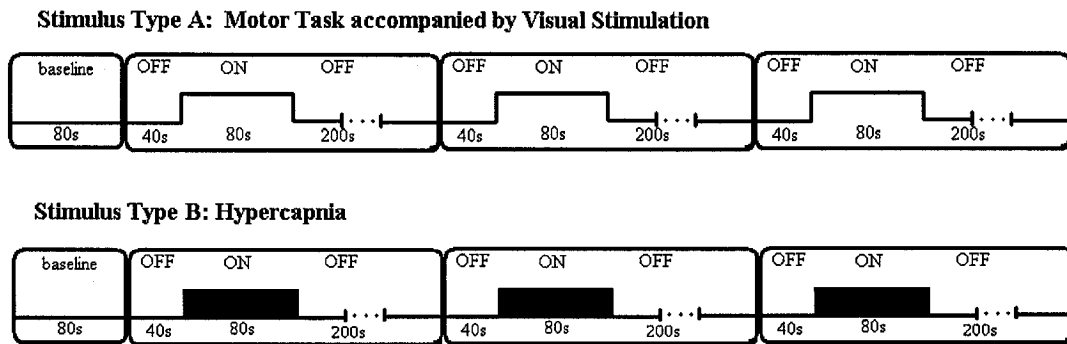 Stimulus Type A: Motor Task accompanied by Visual Stimulation
baseline OFF ON OFF OFF ON OFF OFF ON OFF
80s 40s 80s 200s 40s 80s 200s 40s 80s 200s
Stimulus Type B: Hypercapnia
baseline OFF ON OFF OFF ON OFF OFF ON OFF
80s 40s 80s 200s 40s 80s 200s 40s 80s 200s